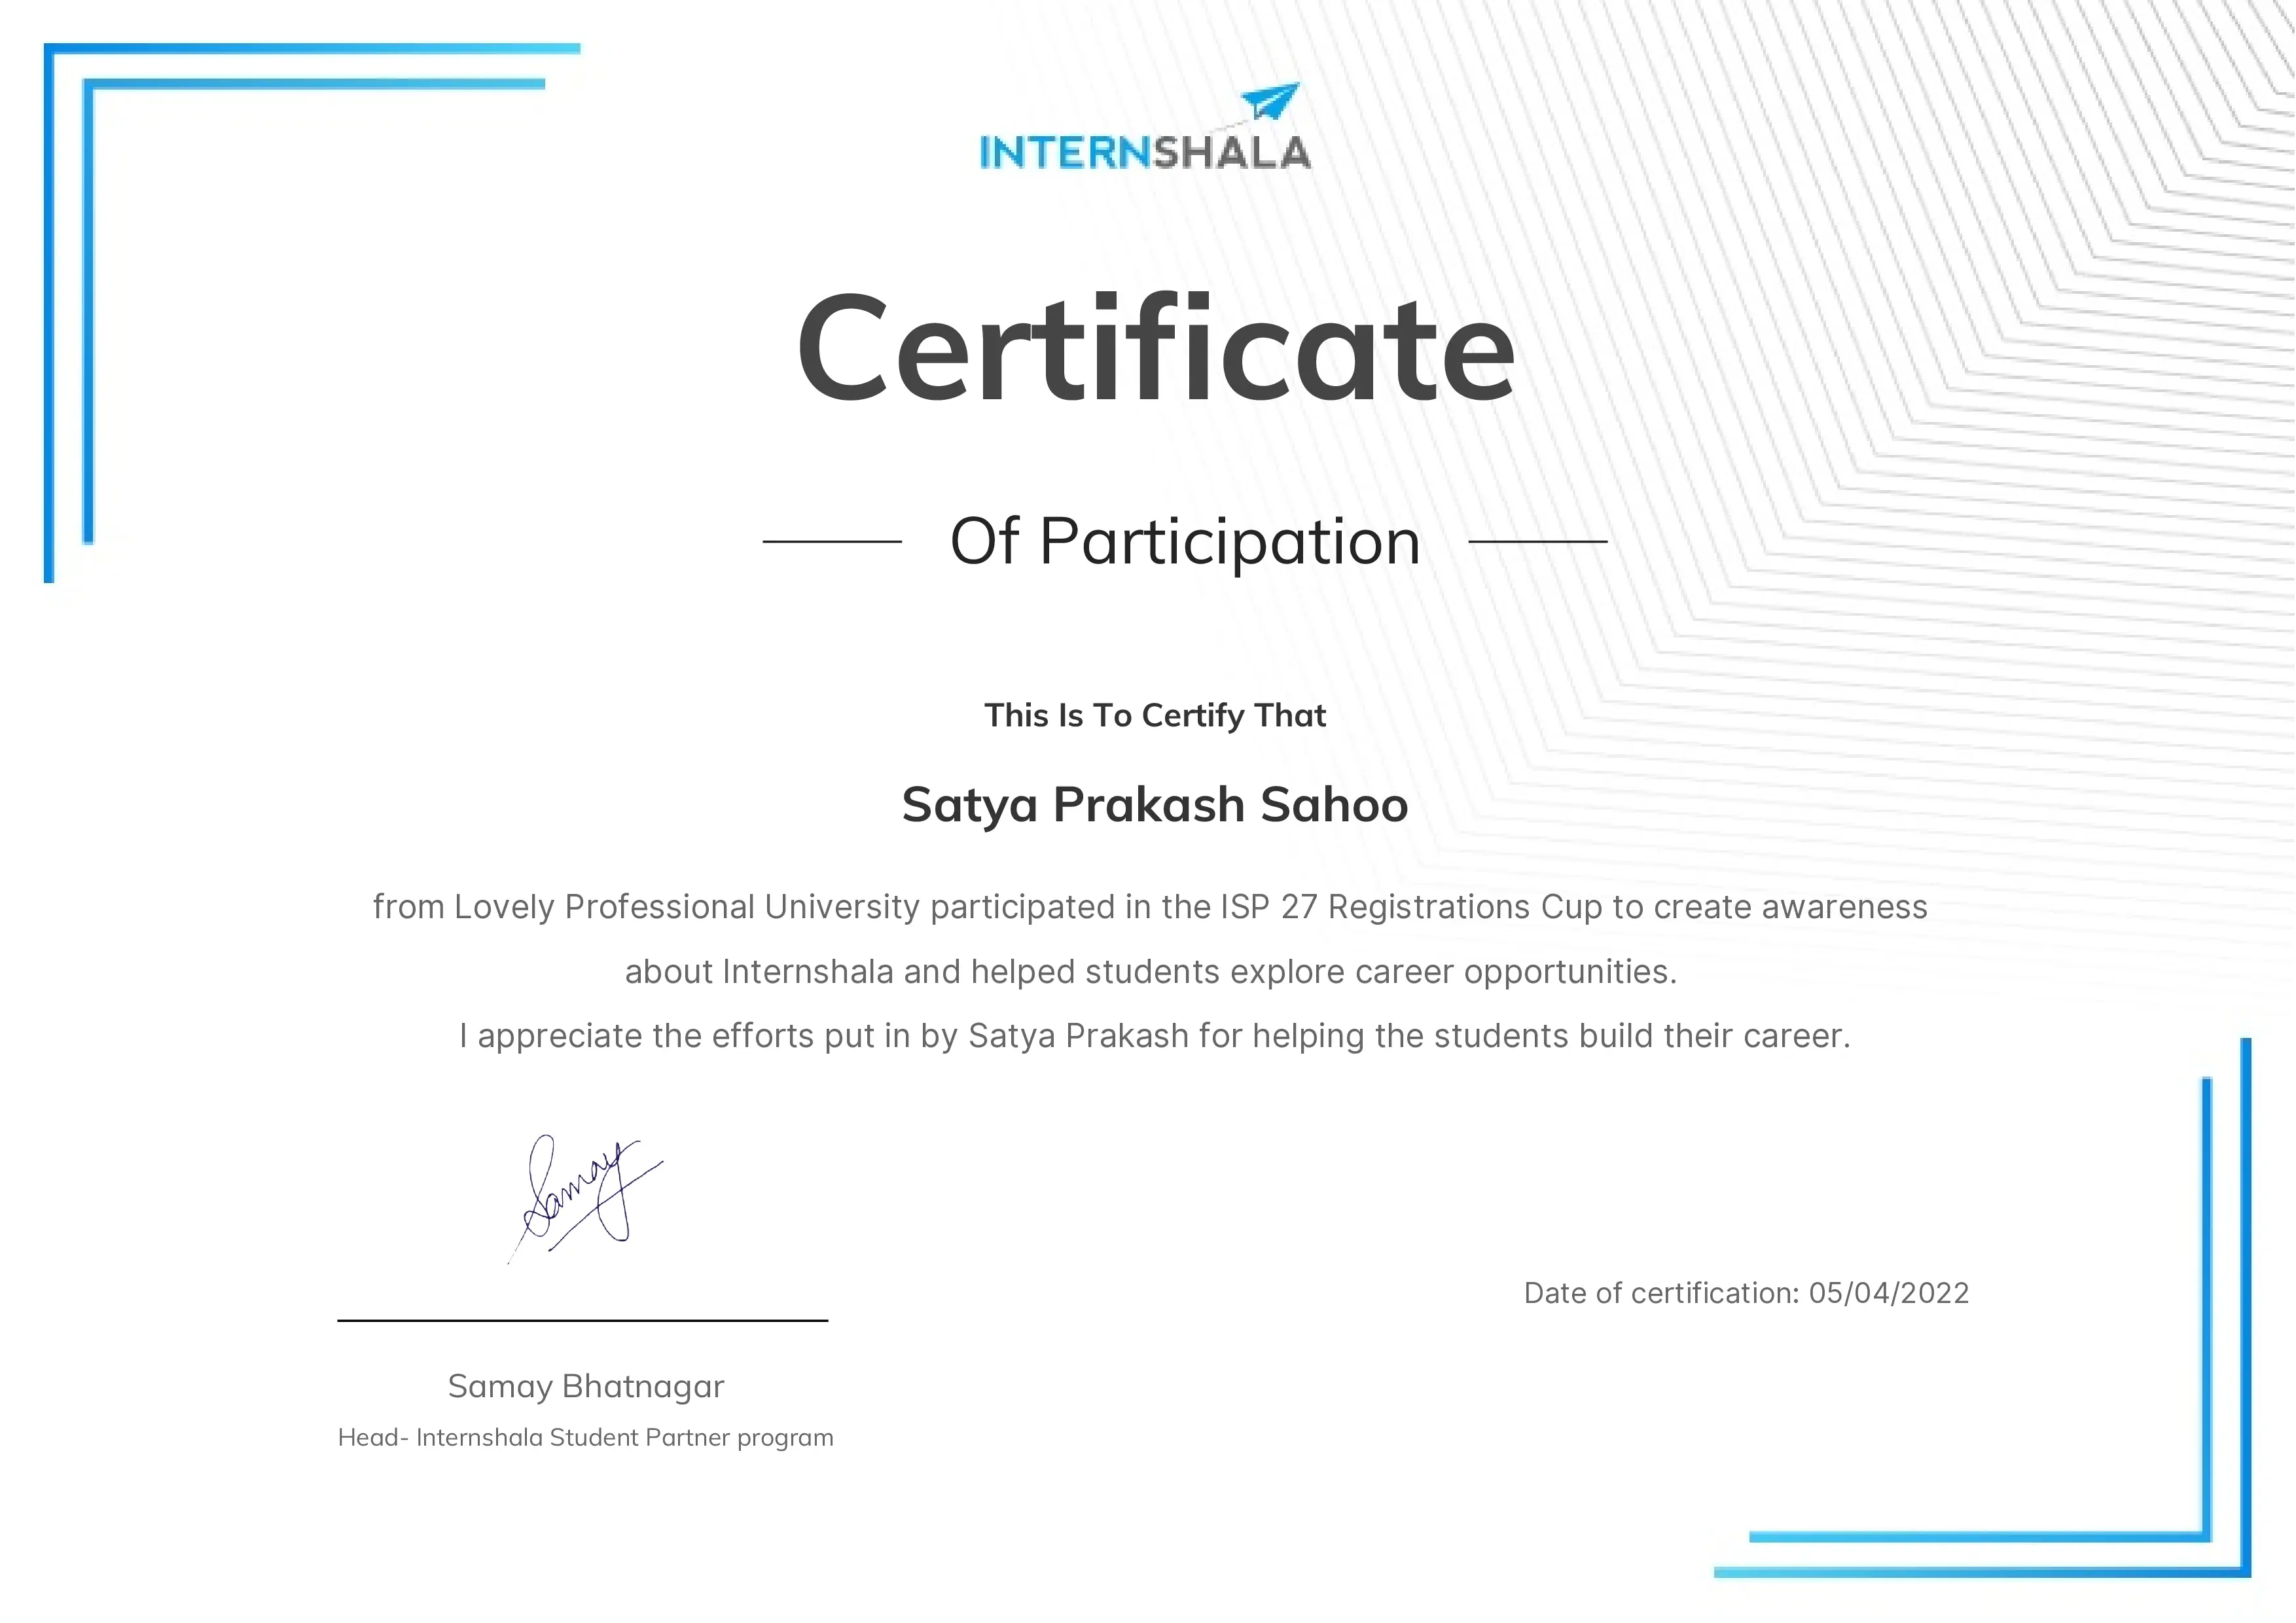 INTERNSHALA
Certificate
Of Participation
This Is To Certify That
Satya Prakash Sahoo
from Lovely Professional University participated in the ISP 27 Registrations Cup to create awareness
about Internshala and helped students explore career opportunities.
I appreciate the efforts put in by Satya Prakash for helping the students build their career.
Samay
Date of certification: 05/04/2022
Samay Bhatnagar
Head- Internshala Student Partner program